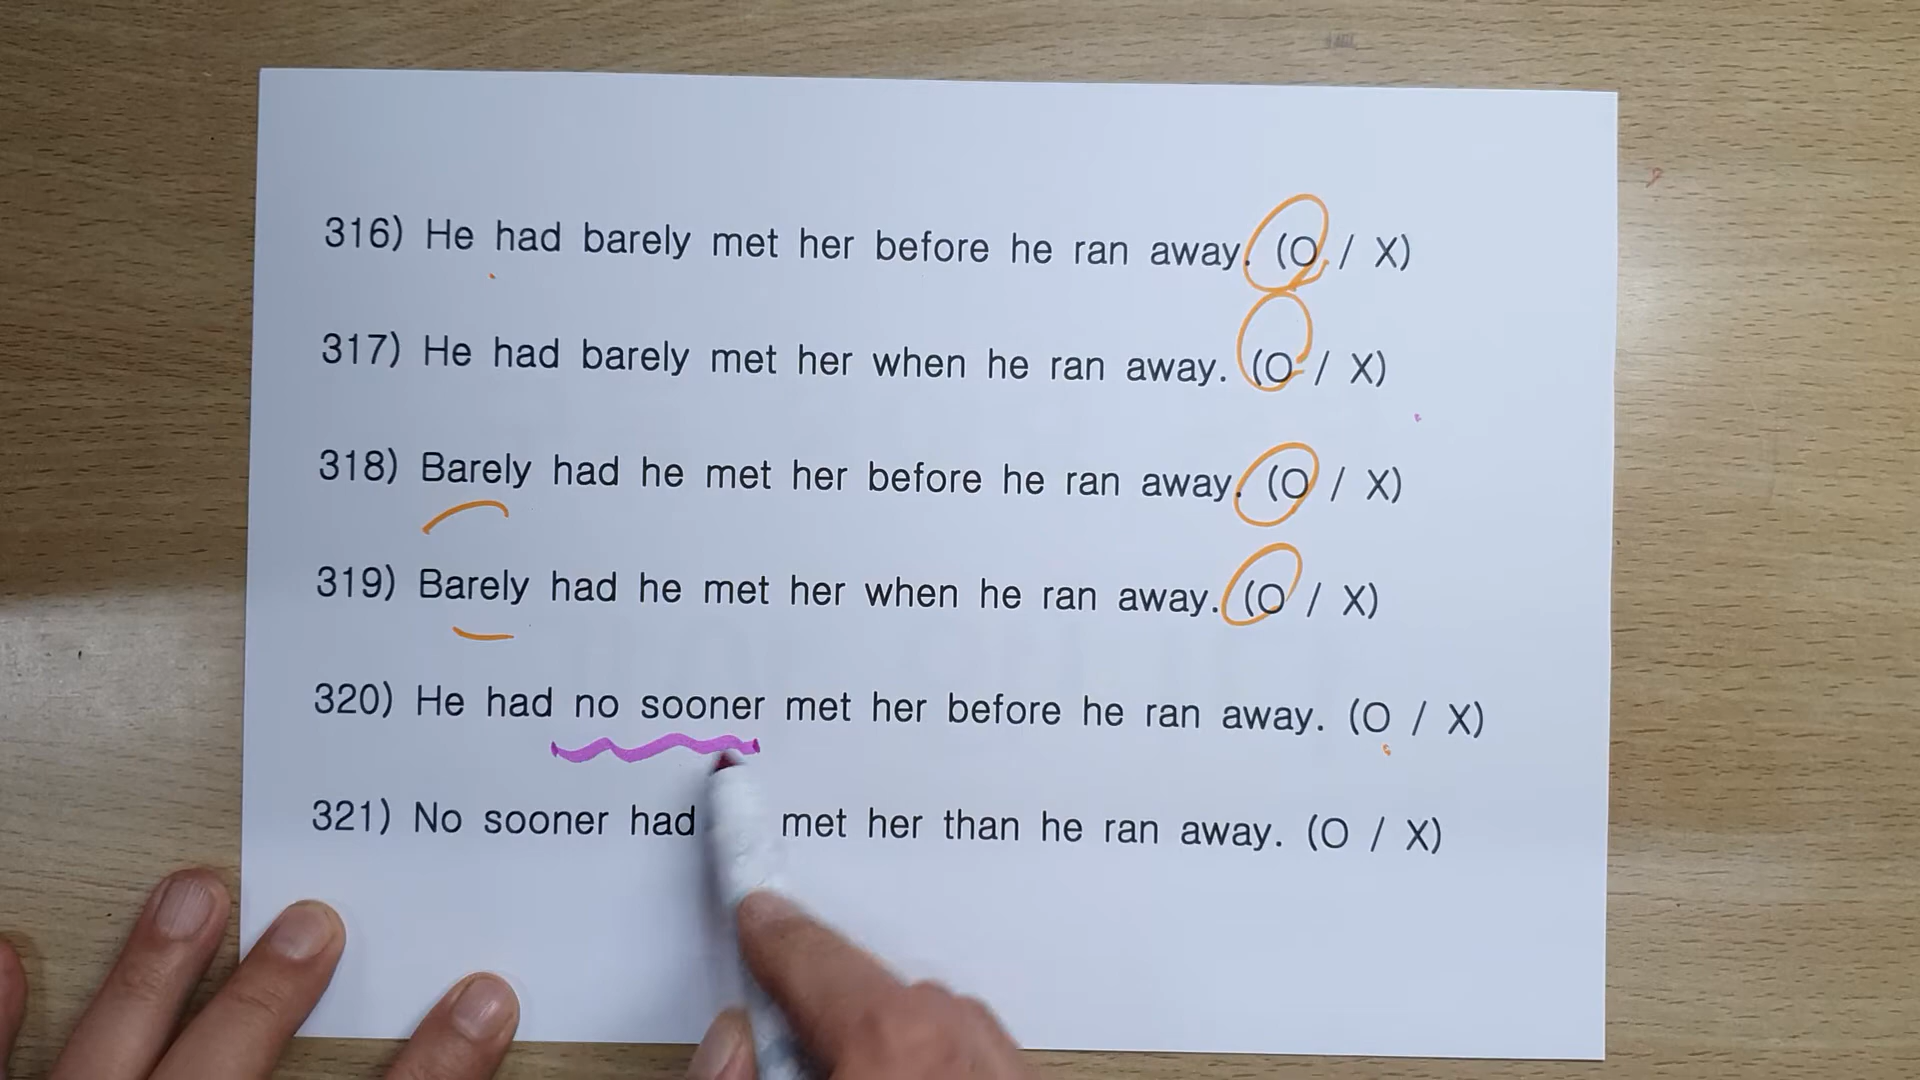 316) He had barely met her before he ran away. (O / X)
317) He had barely met her when he ran away. (O / X)
318) Barely had he met her before he ran away. (O / X)
319) Barely had he met her when he ran away. (O / X)
320) He had no sooner met her before he ran away. (O / X)
321) No sooner had met her than he ran away. (O / X)